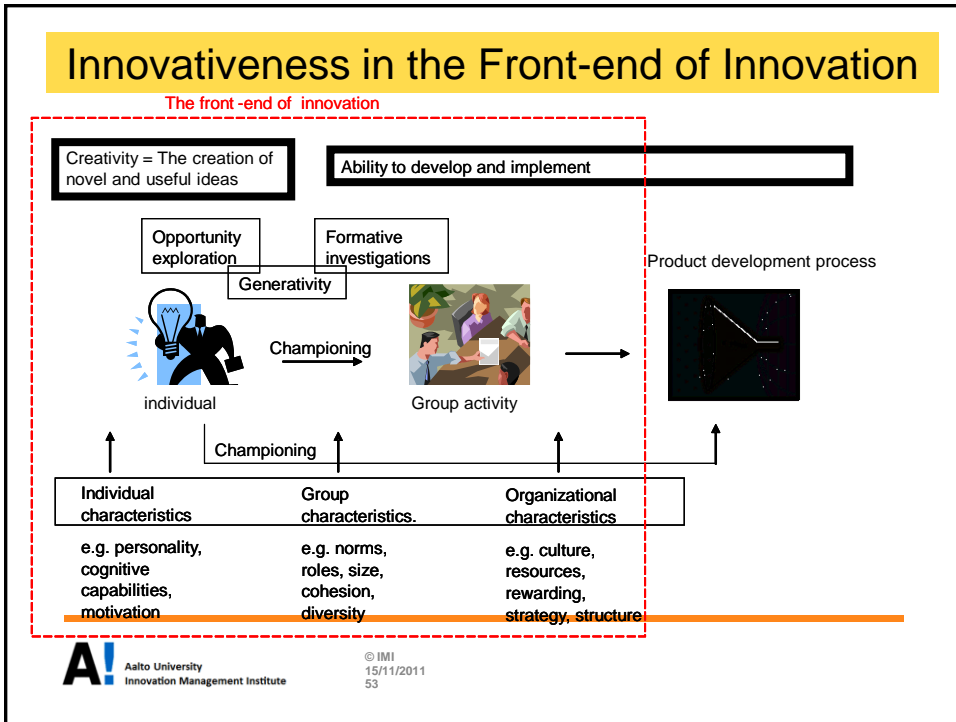 Innovativeness in the Front-end of Innovation
The front -end of innovation
Creativity = The creation of
novel and useful ideas
Ability to develop and implement
Opportunity
exploration
Formative
investigations
Generativity
Product development process
Championing
individual
Group activity
Championing
Individual
characteristics
Group
characteristics.
Organizational
characteristics
e.g. personality,
cognitive
capabilities,
motivation
e.g. norms,
roles, size,
cohesion,
diversity
e.g. culture,
resources,
rewarding,
strategy, structure
A!
Aalto University
Innovation Management Institute
© IMI
15/11/2011
53